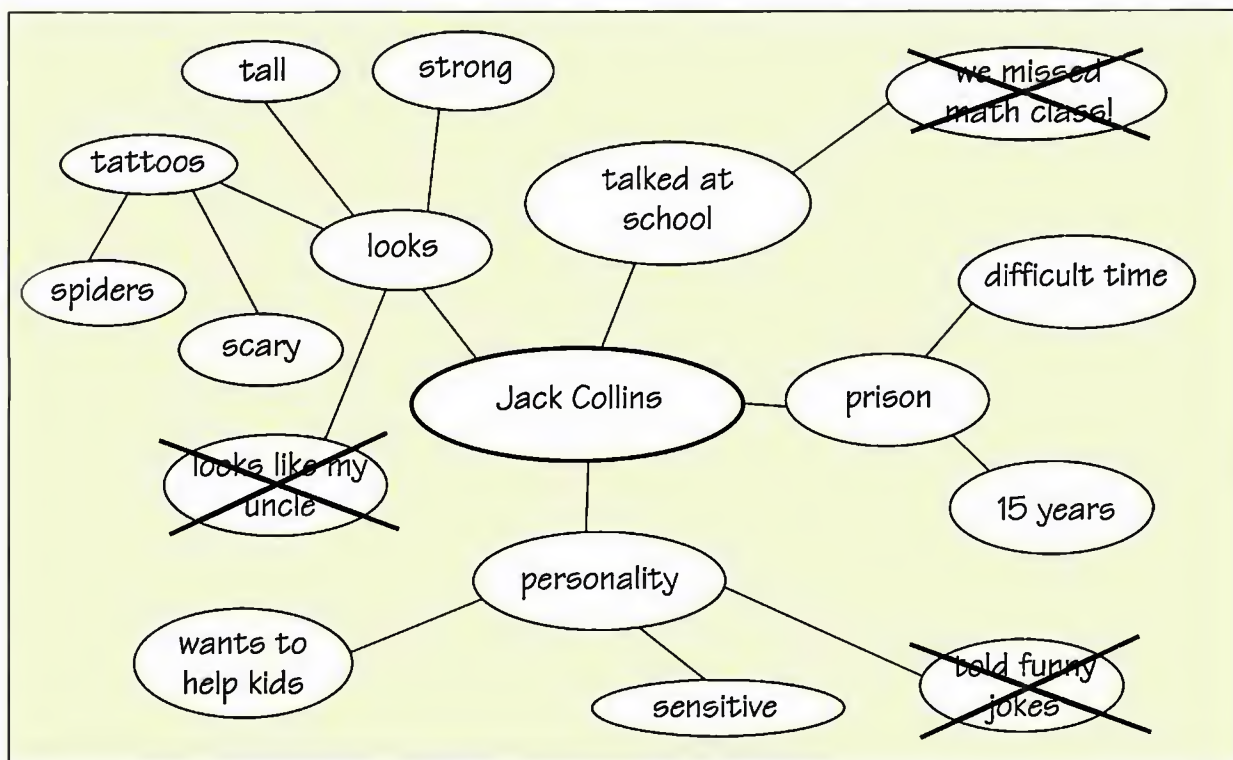 tall
strong
we missed
math class!
tattoos
talked at
school
looks
spiders
difficult time
scary
Jack Collins
prison
looks like my
uncle
15 years
personality
wants to
help kids
sensitive
told funny
jokes